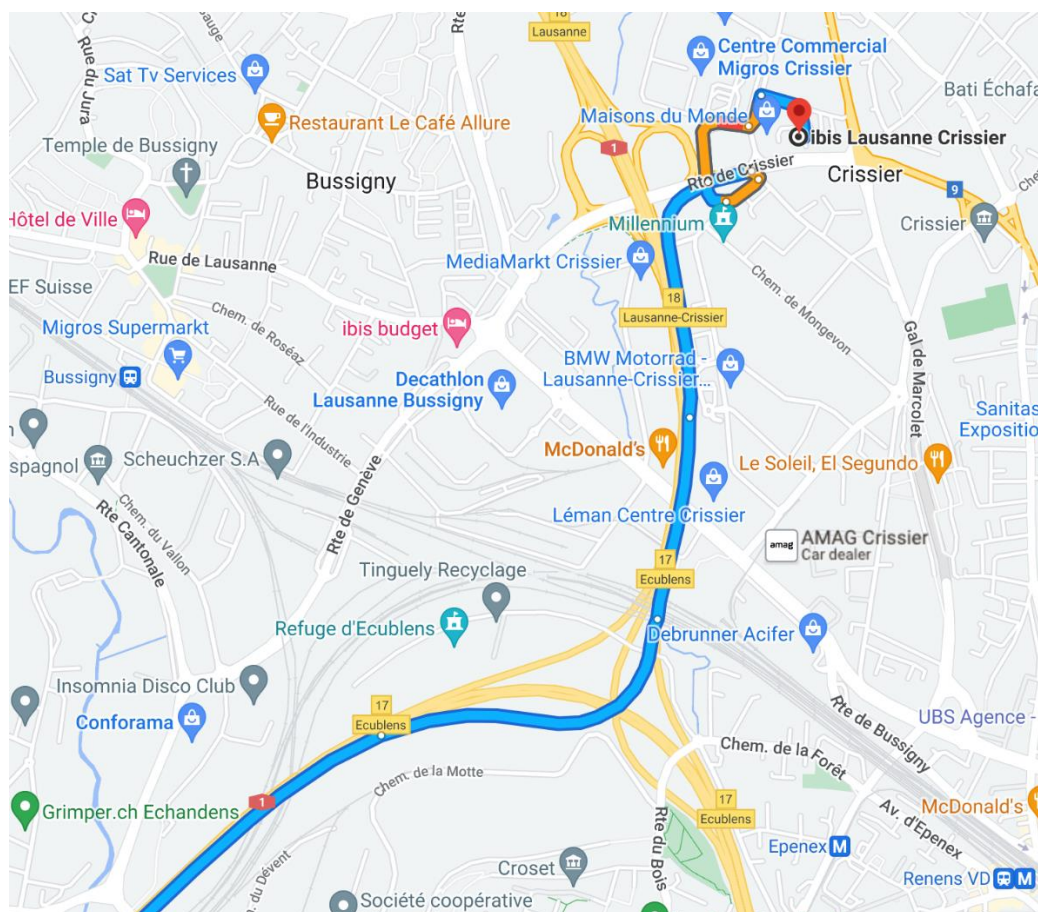 Rue du Jura
Sat Tv Services
Restaurant Le Café Allure
Temple de Bussigny
Bussigny
Hôtel de Ville
Rue de Lausanne
EF Suisse
Chem. de Roséaz
Migros Supermarkt
Bussigny
ibis budget
Decathlon
Lausanne Bussigny
18
Lausanne
1
Centre Commercial
Migros Crissier
Maisons du Monde
ibis Lausanne Crissier
Rte de Crissier
Crissier
9
Crissier
Millennium
MediaMarkt Crissier
18
Lausanne-Crissier
Chem. de Mongevon
Gal de Marcolet
BMW Motorrad -
Lausanne-Crissier...
McDonald's
Léman Centre Crissier
Le Soleil, El Segundo
Sanitas
amag
AMAG Crissier
Car dealer
Rue de l'Industrie
Scheuchzer S.A
Chem. du Vallon
Rte Cantonale
Rte de Genève
17
Ecublens
Tinguely Recyclage
Refuge d'Ecublens
Debrunner Acifer
Insomnia Disco Club
Conforama
17
Ecublens
Rte de Bussigny
UBS Agence -
Chem. de la Forêt
Chem. de la Motte
1
Grimper.ch Echandens
17
Ecublens
McDonald's
Av. d'Epenex
Epenex M
Rte du Bois
Croset
Renens VD M
du Dévent
Société coopérative